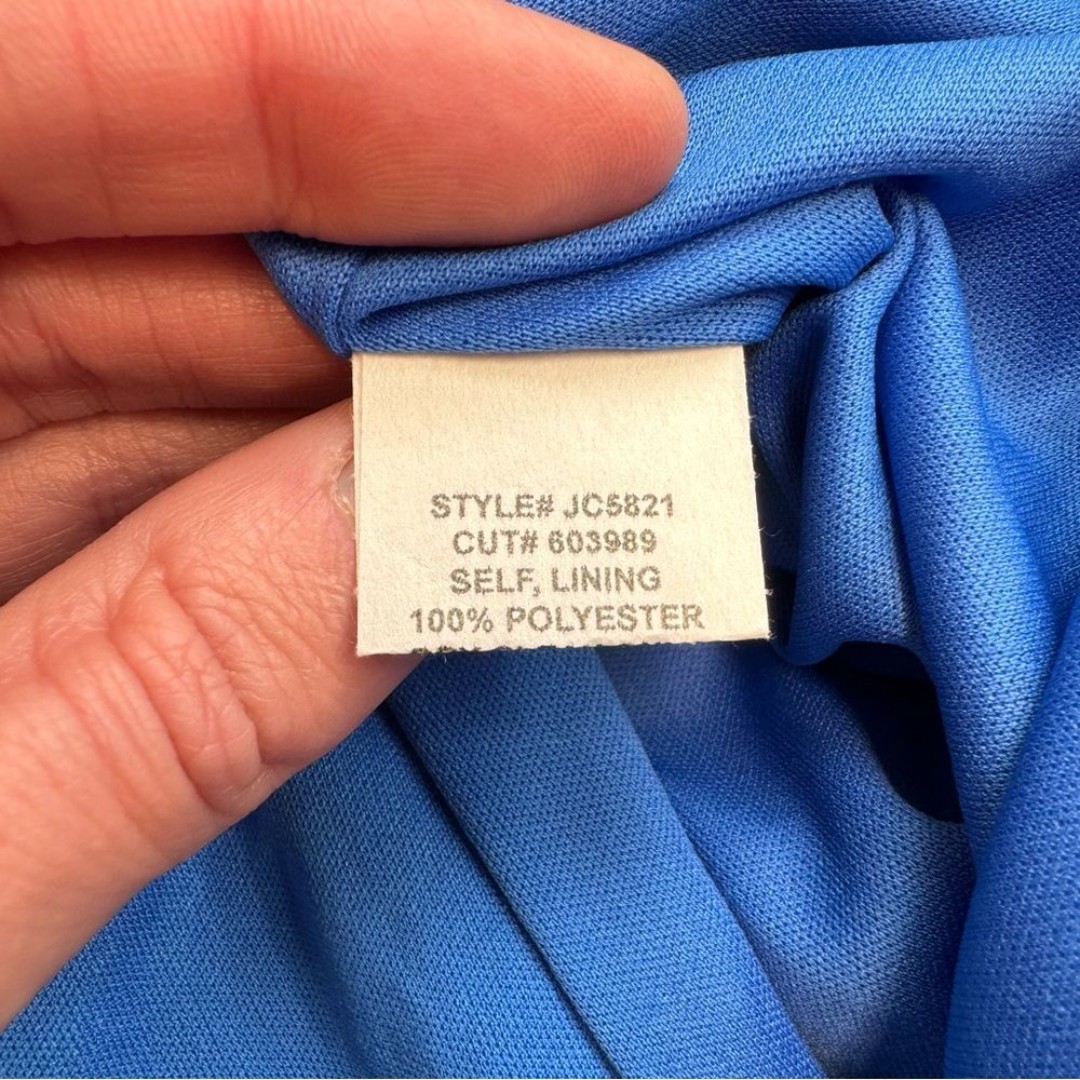 STYLE# JC5821
CUT# 603989
SELF, LINING
100% POLYESTER